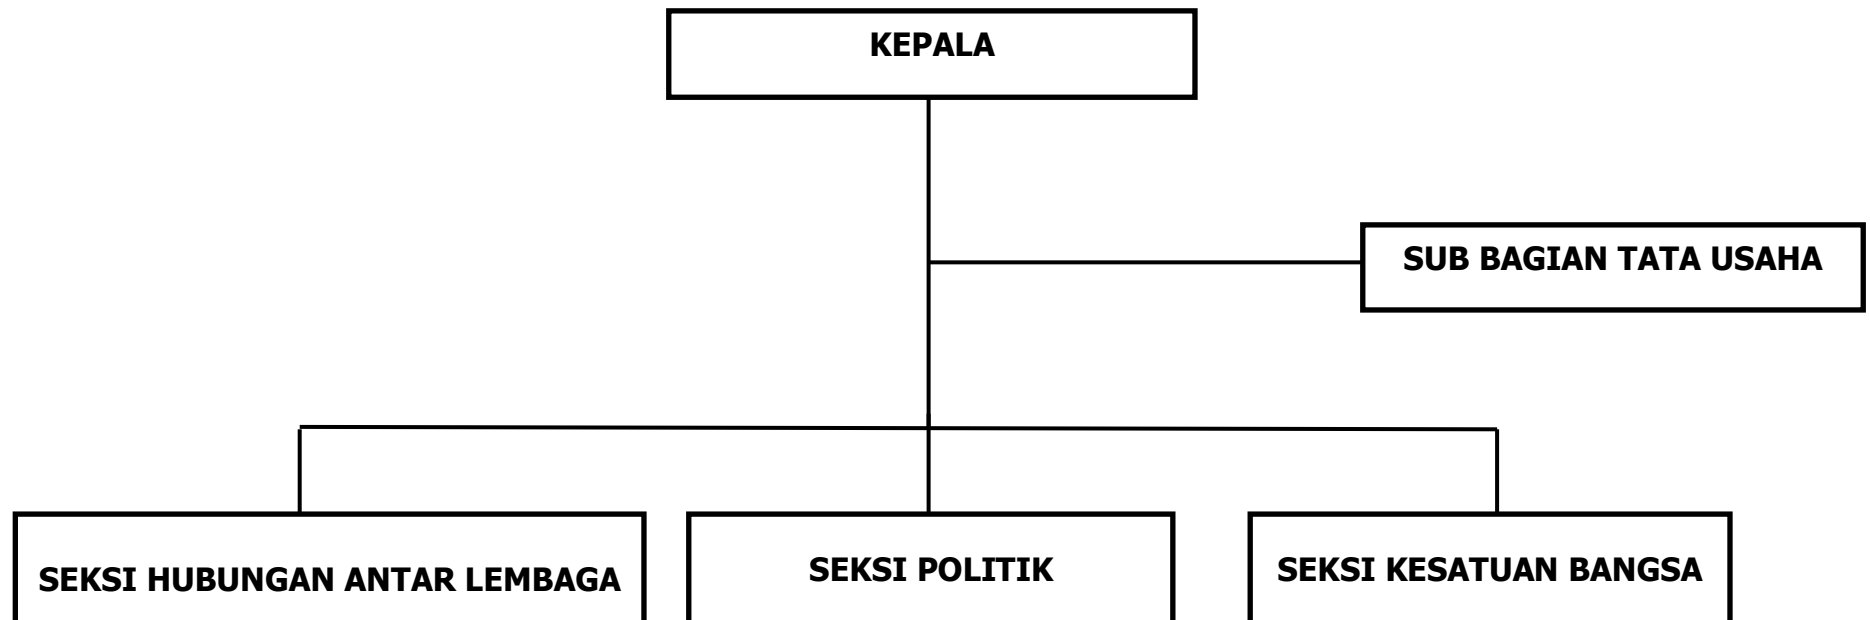 KEPALA
SUB BAGIAN TATA USAHA
SEKSI HUBUNGAN ANTAR LEMBAGA
SEKSI POLITIK
SEKSI KESATUAN BANGSA